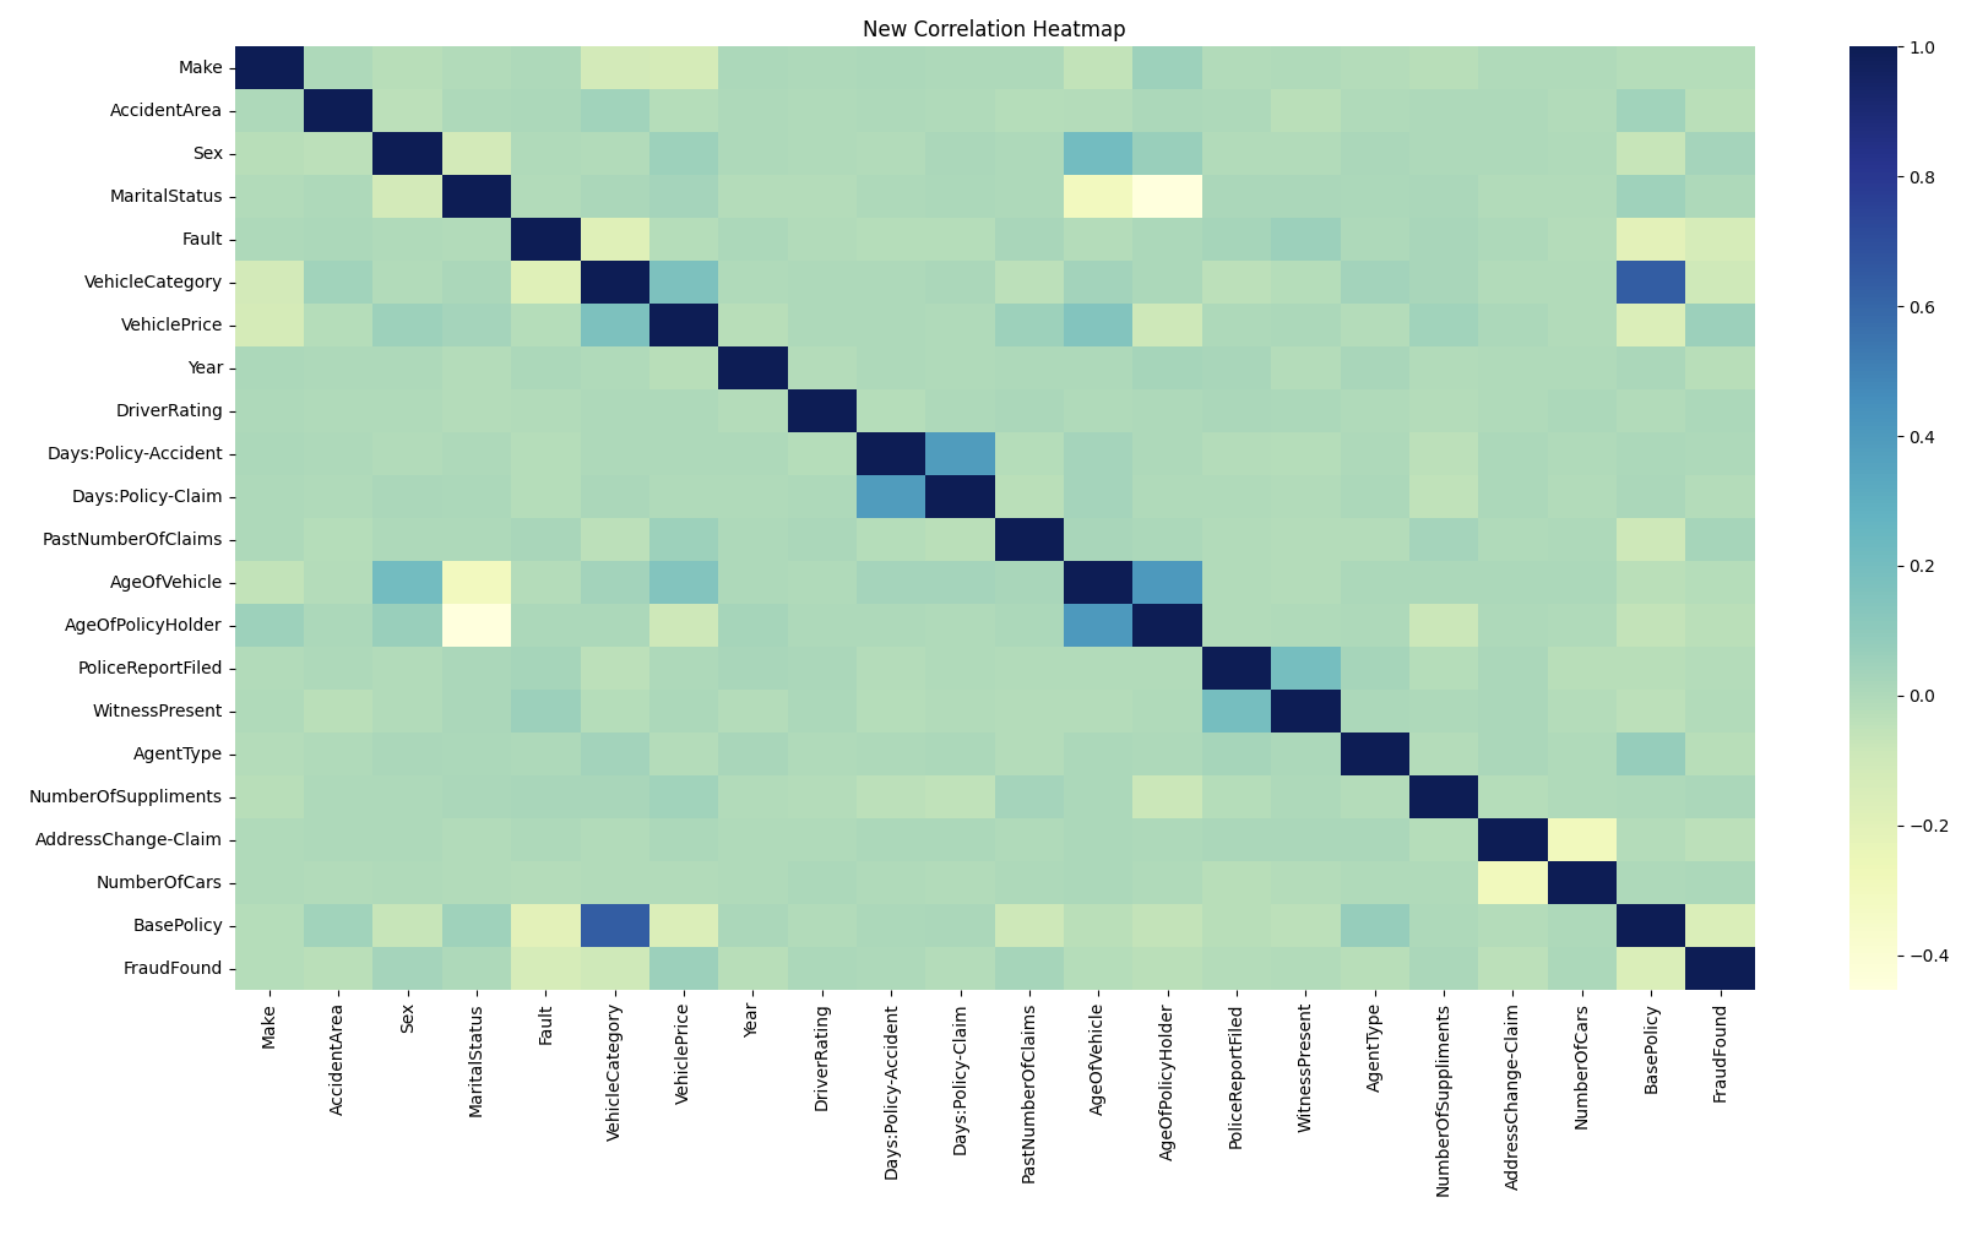 New Correlation Heatmap
Make
AccidentArea
Sex
MaritalStatus
Fault
VehicleCategory
VehiclePrice
Year
DriverRating
Days:Policy-Accident
Days:Policy-Claim
PastNumberOfClaims
AgeOfVehicle
AgeOfPolicyHolder
PoliceReportFiled
WitnessPresent
AgentType
NumberOfSuppliments
AddressChange-Claim
NumberOfCars
BasePolicy
FraudFound
Make
AccidentArea
Sex
MaritalStatus
Fault
VehicleCategory
VehiclePrice
Year
DriverRating
Days:Policy-Accident
Days:Policy-Claim
PastNumberOfClaims
AgeOfVehicle
AgeOfPolicyHolder
PoliceReportFiled
WitnessPresent
AgentType
NumberOfSuppliments
AddressChange-Claim
NumberOfCars
BasePolicy
FraudFound
1.0
0.8
0.6
0.4
0.2
0.0
−0.2
−0.4